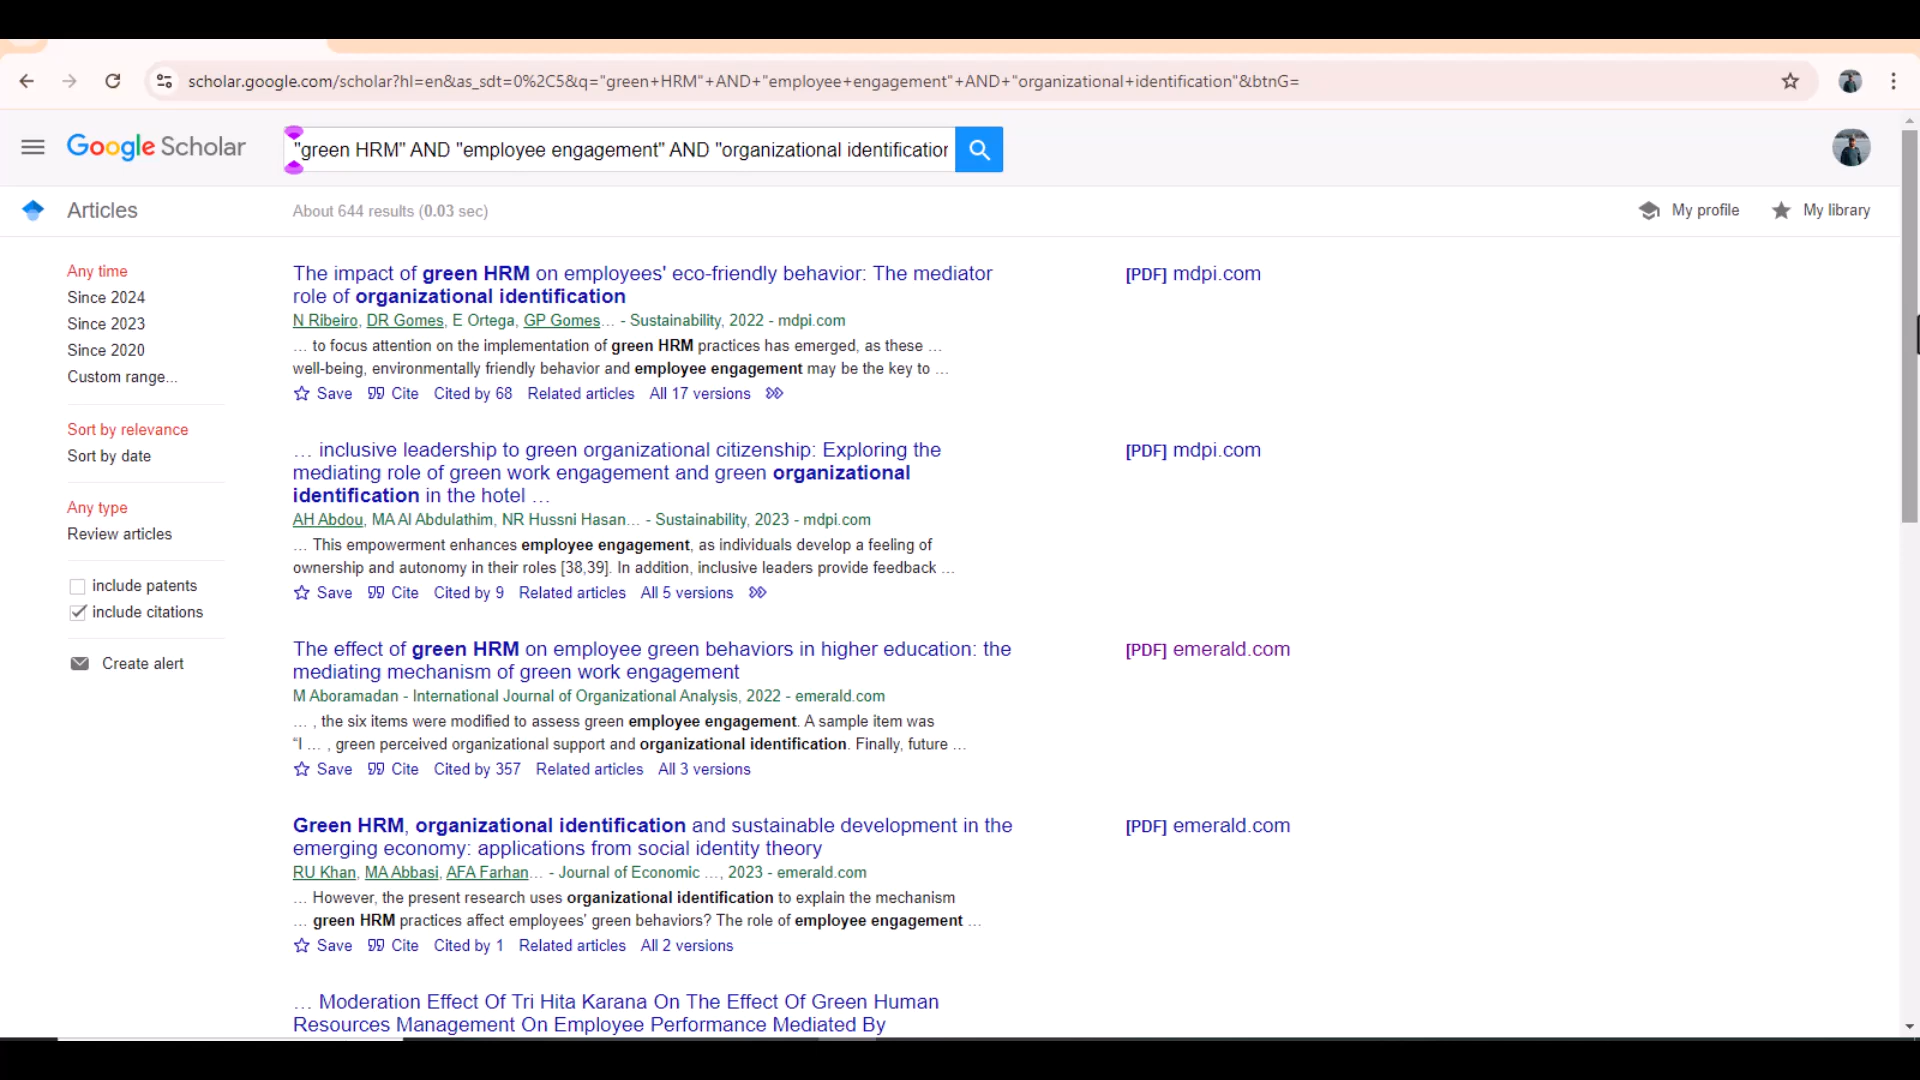 scholar.google.com/scholar?hl=en&as_sdt=0%2C5&q="green+HRM"+AND+"employee+engagement"+AND+"organizational+identification"&btnG=
Google Scholar
"green HRM" AND "employee engagement" AND "organizational identification
Articles
About 644 results (0.03 sec)
My profile
My library
Any time
Since 2024
Since 2023
Since 2020
Custom range...
Sort by relevance
Sort by date
Any type
Review articles
include patents
include citations
Create alert
The impact of green HRM on employees' eco-friendly behavior: The mediator
role of organizational identification
[PDF] mdpi.com
N Ribeiro, DR Gomes, E Ortega, GP Gomes… - Sustainability, 2022 - mdpi.com
… to focus attention on the implementation of green HRM practices has emerged, as these …
well-being, environmentally friendly behavior and employee engagement may be the key to …
Save Cite Cited by 68 Related articles All 17 versions
… inclusive leadership to green organizational citizenship: Exploring the
mediating role of green work engagement and green organizational
identification in the hotel …
[PDF] mdpi.com
AH Abdou, MA Al Abdulathim, NR Hussni Hasan… - Sustainability, 2023 - mdpi.com
… This empowerment enhances employee engagement, as individuals develop a feeling of
ownership and autonomy in their roles [38,39]. In addition, inclusive leaders provide feedback …
Save Cite Cited by 9 Related articles All 5 versions
The effect of green HRM on employee green behaviors in higher education: the
mediating mechanism of green work engagement
[PDF] emerald.com
M Aboramadan - International Journal of Organizational Analysis, 2022 - emerald.com
… , the six items were modified to assess green employee engagement. A sample item was
“I … , green perceived organizational support and organizational identification. Finally, future …
Save Cite Cited by 357 Related articles All 3 versions
Green HRM, organizational identification and sustainable development in the
emerging economy: applications from social identity theory
[PDF] emerald.com
RU Khan, MA Abbasi, AFA Farhan… - Journal of Economic …, 2023 - emerald.com
… However, the present research uses organizational identification to explain the mechanism
… green HRM practices affect employees’ green behaviors? The role of employee engagement …
Save Cite Cited by 1 Related articles All 2 versions
… Moderation Effect Of Tri Hita Karana On The Effect Of Green Human
Resources Management On Employee Performance Mediated By